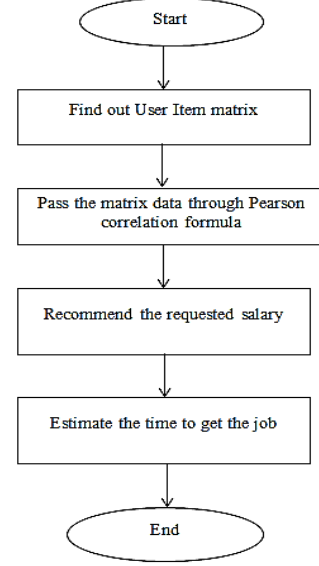 Start
Find out User Item matrix
Pass the matrix data through Pearson
correlation formula
Recommend the requested salary
Estimate the time to get the job
End